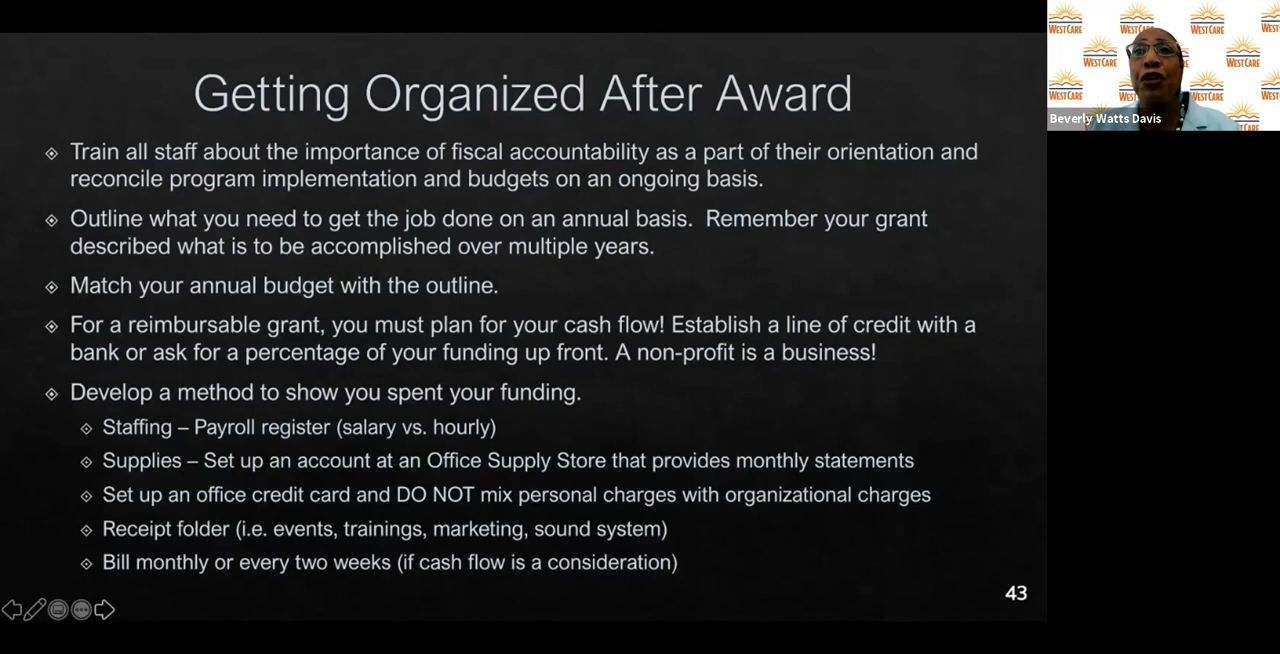 Getting Organized After Award
Train all staff about the importance of fiscal accountability as a part of their orientation and
reconcile program implementation and budgets on an ongoing basis.
Outline what you need to get the job done on an annual basis.  Remember your grant
described what is to be accomplished over multiple years.
Match your annual budget with the outline.
For a reimbursable grant, you must plan for your cash flow! Establish a line of credit with a
bank or ask for a percentage of your funding up front. A non-profit is a business!
Develop a method to show you spent your funding.
Staffing – Payroll register (salary vs. hourly)
Supplies – Set up an account at an Office Supply Store that provides monthly statements
Set up an office credit card and DO NOT mix personal charges with organizational charges
Receipt folder (i.e. events, trainings, marketing, sound system)
Bill monthly or every two weeks (if cash flow is a consideration)
43
WESTCARE
WESTCARE
WESTCARE
WESTCARE
WESTCARE
WESTCARE
Beverly Watts Davis